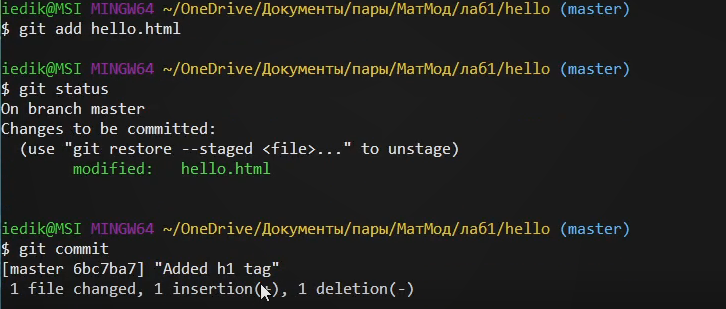 iedik@MSI MINGW64 ~/OneDrive/Документы/пары/МатМод/лаб1/hello (master)
$ git add hello.html
iedik@MSI MINGW64 ~/OneDrive/Документы/пары/МатМод/лаб1/hello (master)
$ git status
On branch master
Changes to be committed:
  (use "git restore --staged <file>..." to unstage)
        modified:   hello.html
iedik@MSI MINGW64 ~/OneDrive/Документы/пары/МатМод/лаб1/hello (master)
$ git commit
[master 6bc7ba7] "Added h1 tag"
 1 file changed, 1 insertion(+), 1 deletion(-)